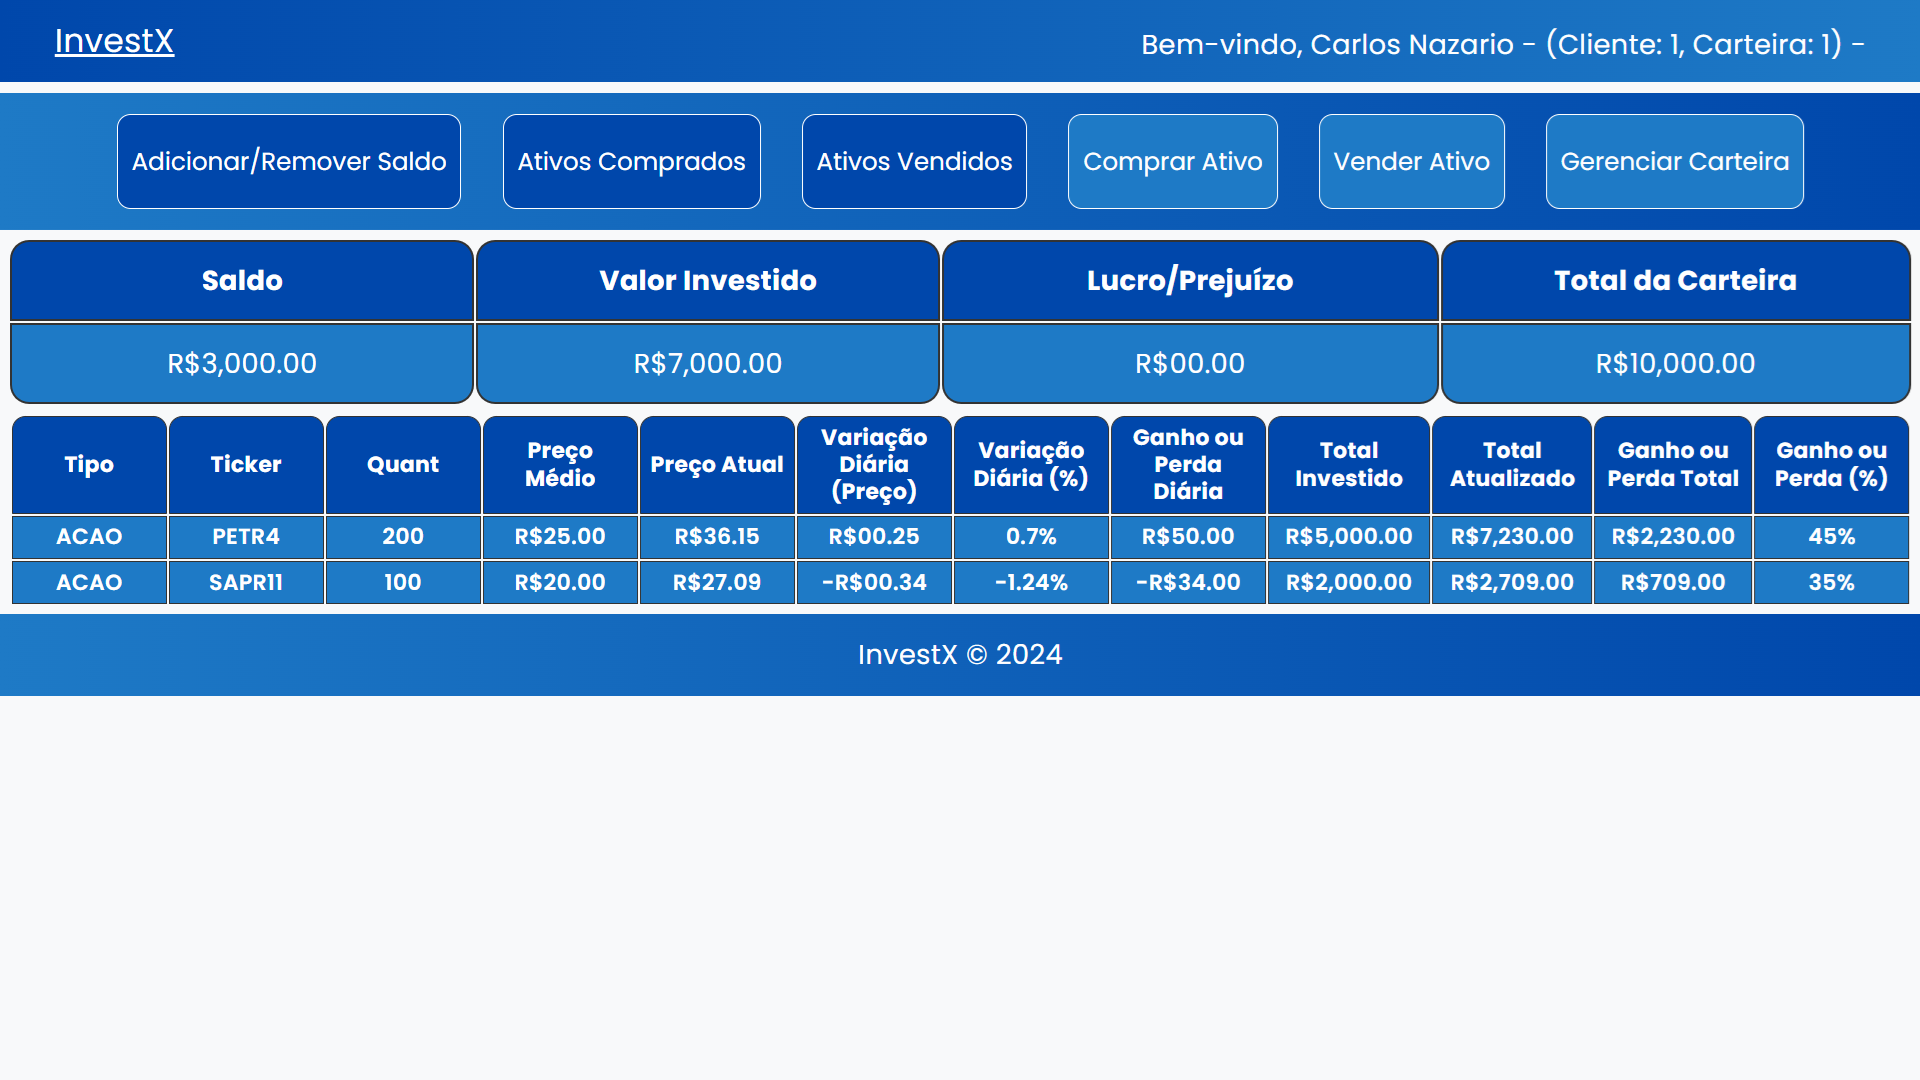 InvestX
Bem-vindo, Carlos Nazario - (Cliente: 1, Carteira: 1) -
Adicionar/Remover Saldo
Ativos Comprados
Ativos Vendidos
Comprar Ativo
Vender Ativo
Gerenciar Carteira
Saldo Valor Investido Lucro/Prejuízo Total da Carteira
R$3,000.00 R$7,000.00 R$00.00 R$10,000.00
Tipo
Ticker
Quant
Preço
Médio
Preço Atual
Variação
Diária
(Preço)
Variação
Diária (%)
Ganho ou
Perda
Diária
Total
Investido
Total
Atualizado
Ganho ou
Perda Total
Ganho ou
Perda (%)
ACAO PETR4 200 R$25.00 R$36.15 R$00.25 0.7% R$50.00 R$5,000.00 R$7,230.00 R$2,230.00 45%
ACAO SAPR11 100 R$20.00 R$27.09 -R$00.34 -1.24% -R$34.00 R$2,000.00 R$2,709.00 R$709.00 35%
InvestX © 2024